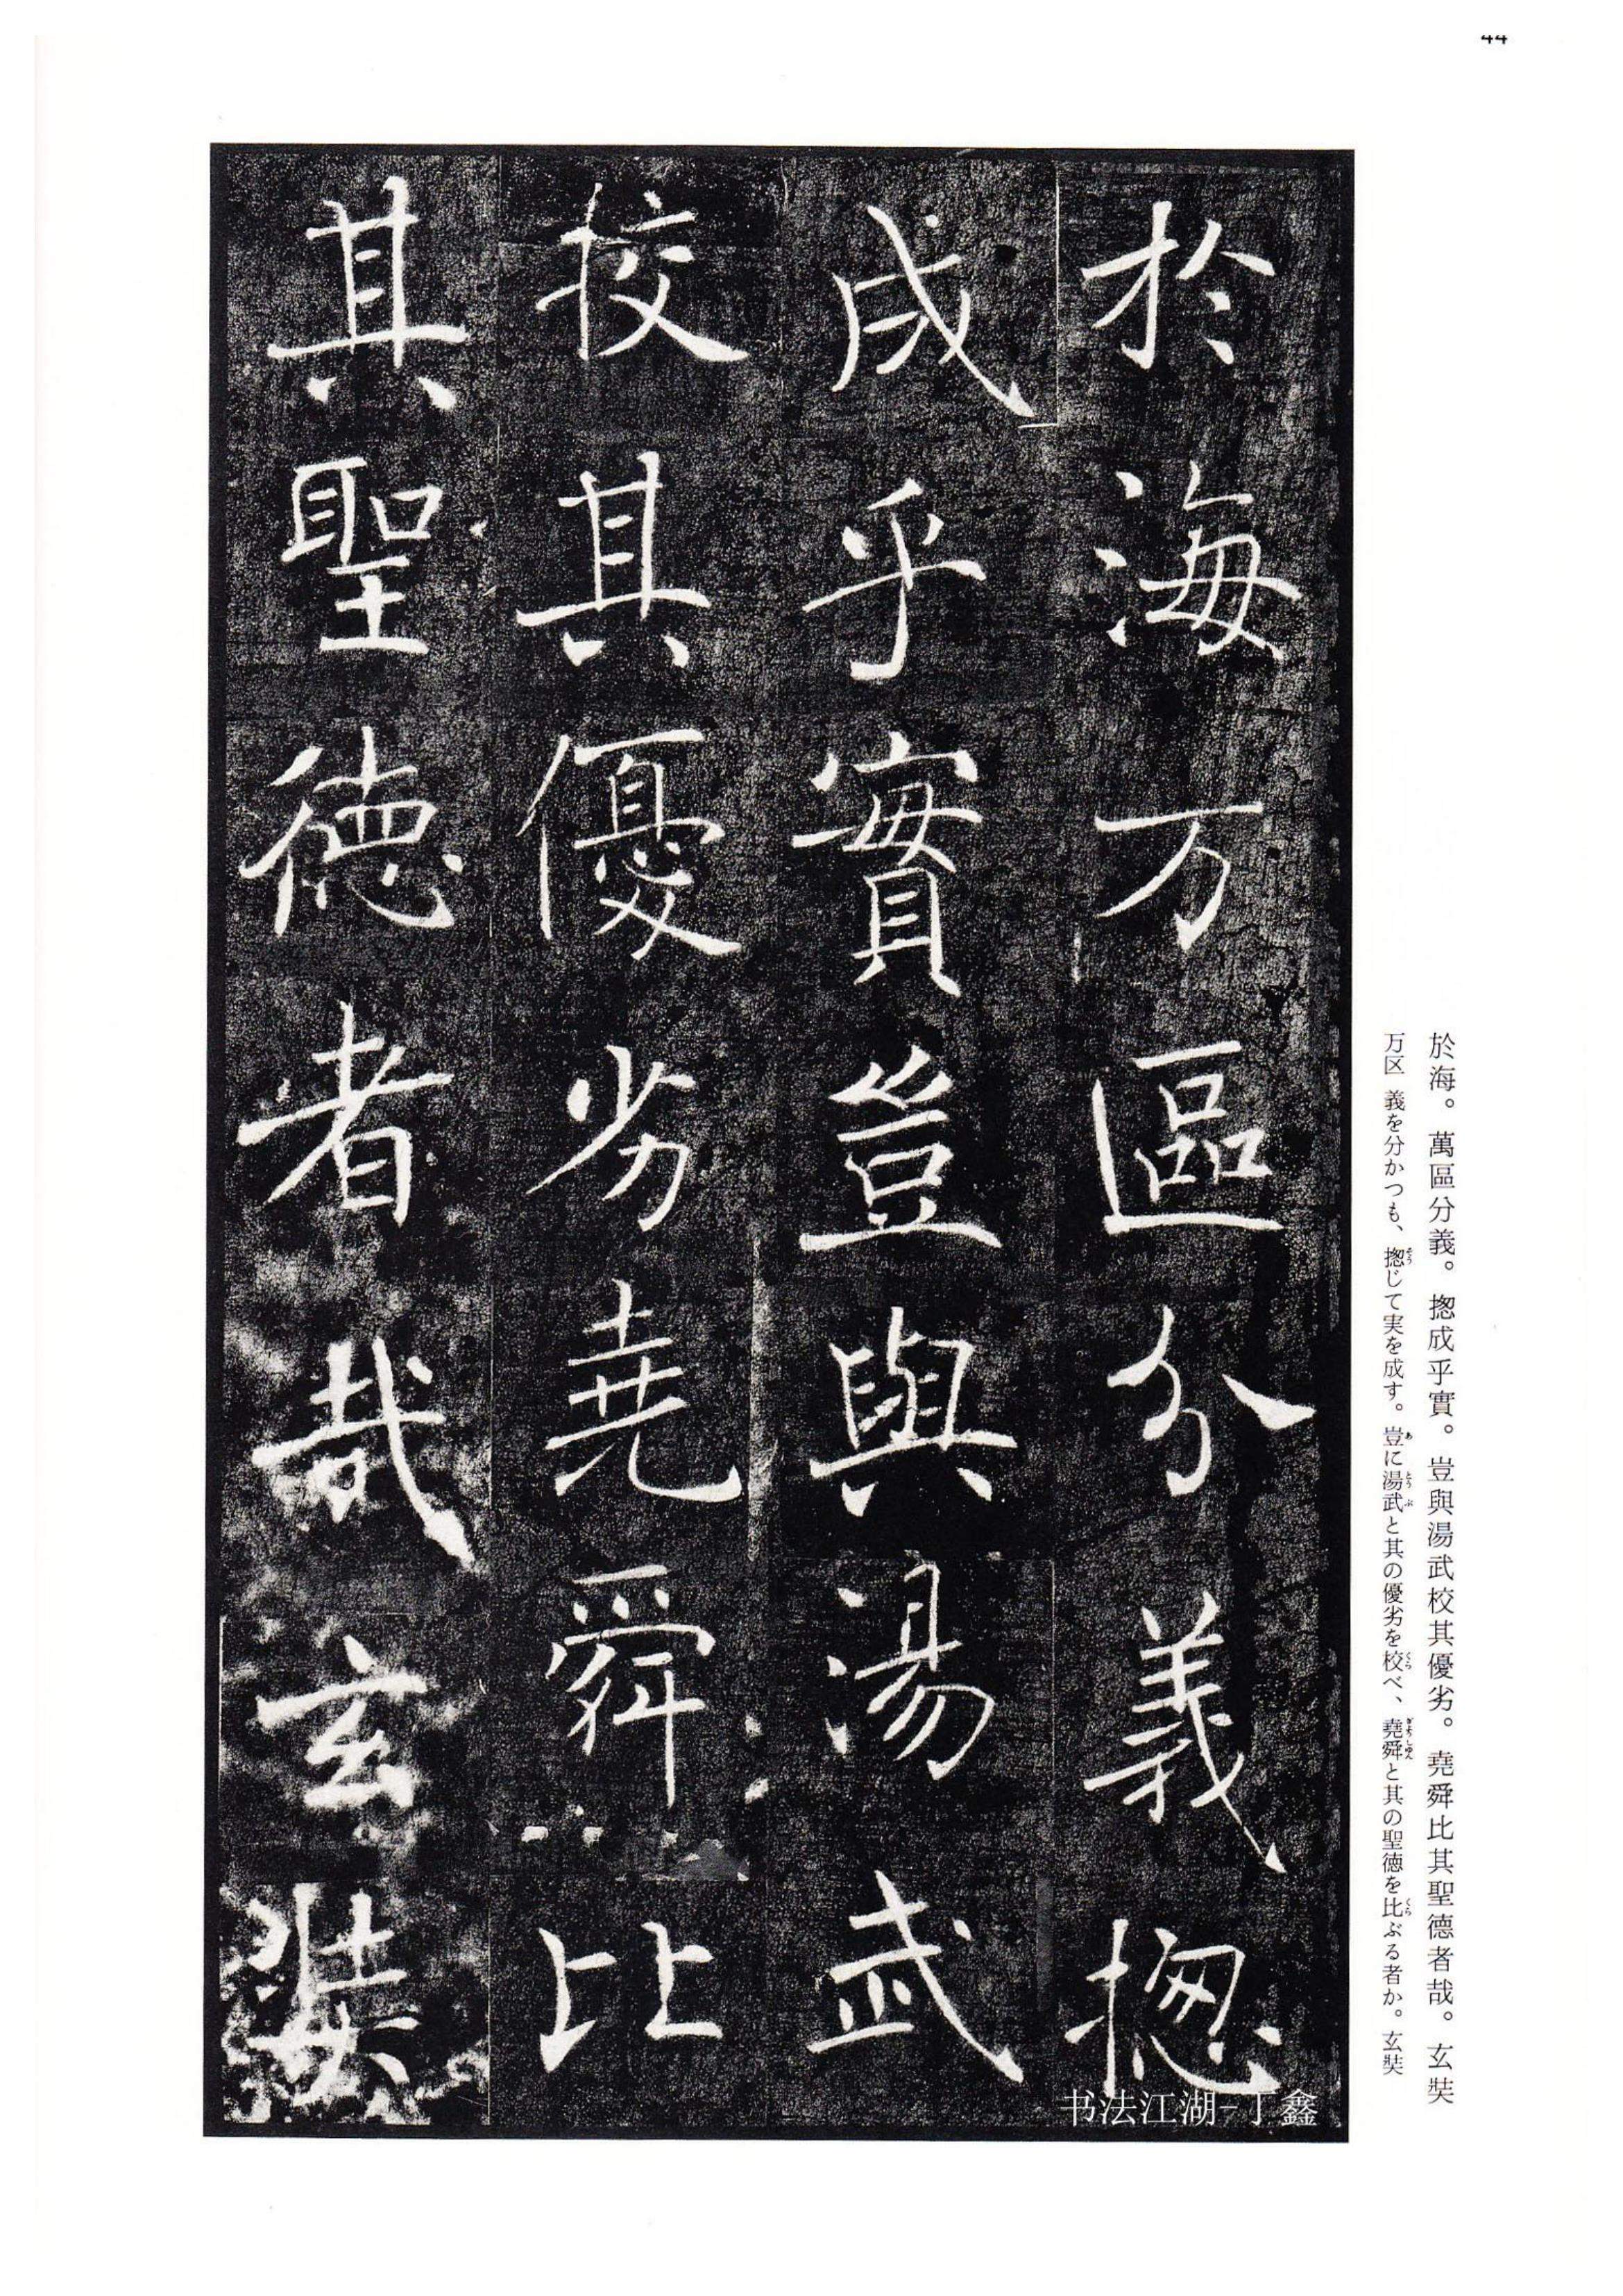 44
於海。萬區分義。揔成乎實。豈與湯武校其優劣。堯舜比其聖德者哉。玄奘
万区 義を分かつも、揔じて実を成す。豈に湯武と其の優劣を校べ、堯舜と其の聖徳を比ぶる者か。玄奘
於海万區分義揔
成乎實豈與湯武
校其優劣堯舜比
其聖德者哉玄奘
书法江湖-丁鑫